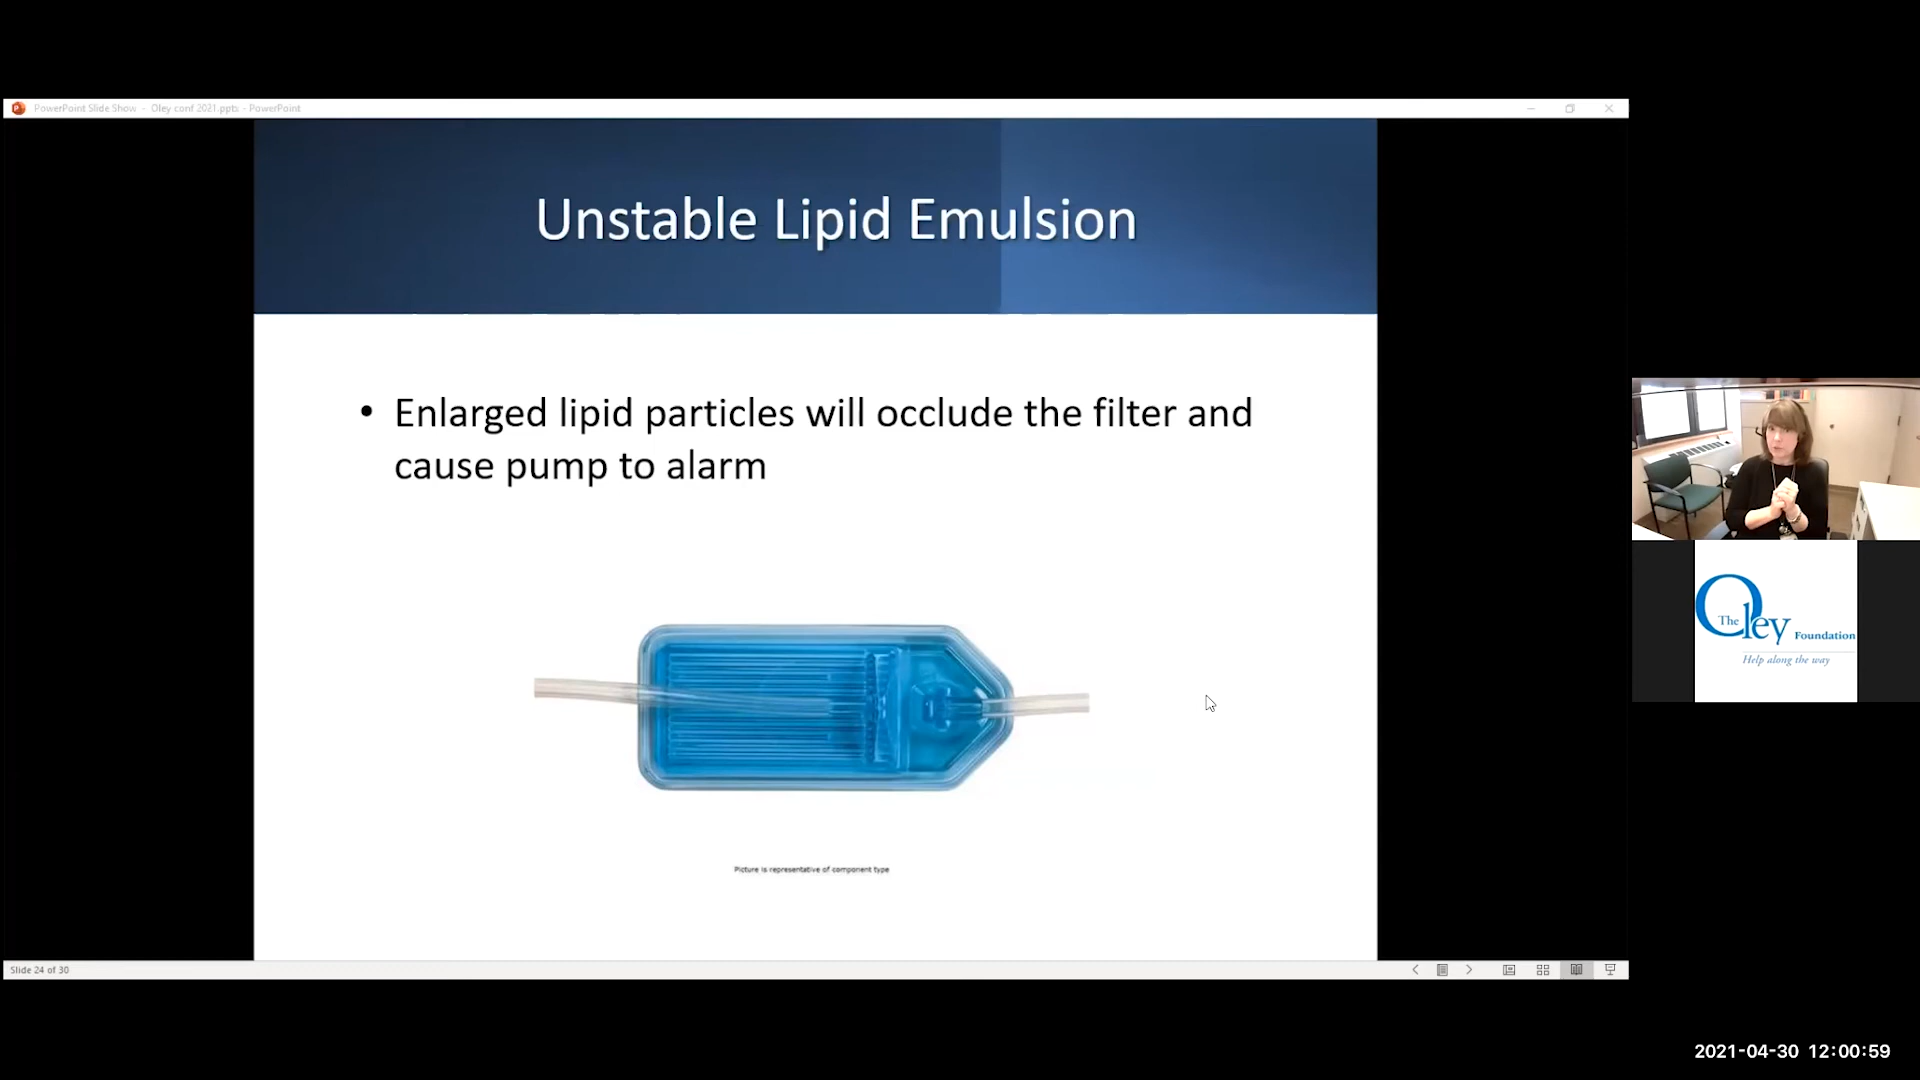 PowerPoint Slide Show - Oley conf 2021.pptx - PowerPoint
Unstable Lipid Emulsion
• Enlarged lipid particles will occlude the filter and
cause pump to alarm
Picture is representative of component type
Slide 24 of 30
The Oley Foundation
Help along the way
2021-04-30 12:00:59